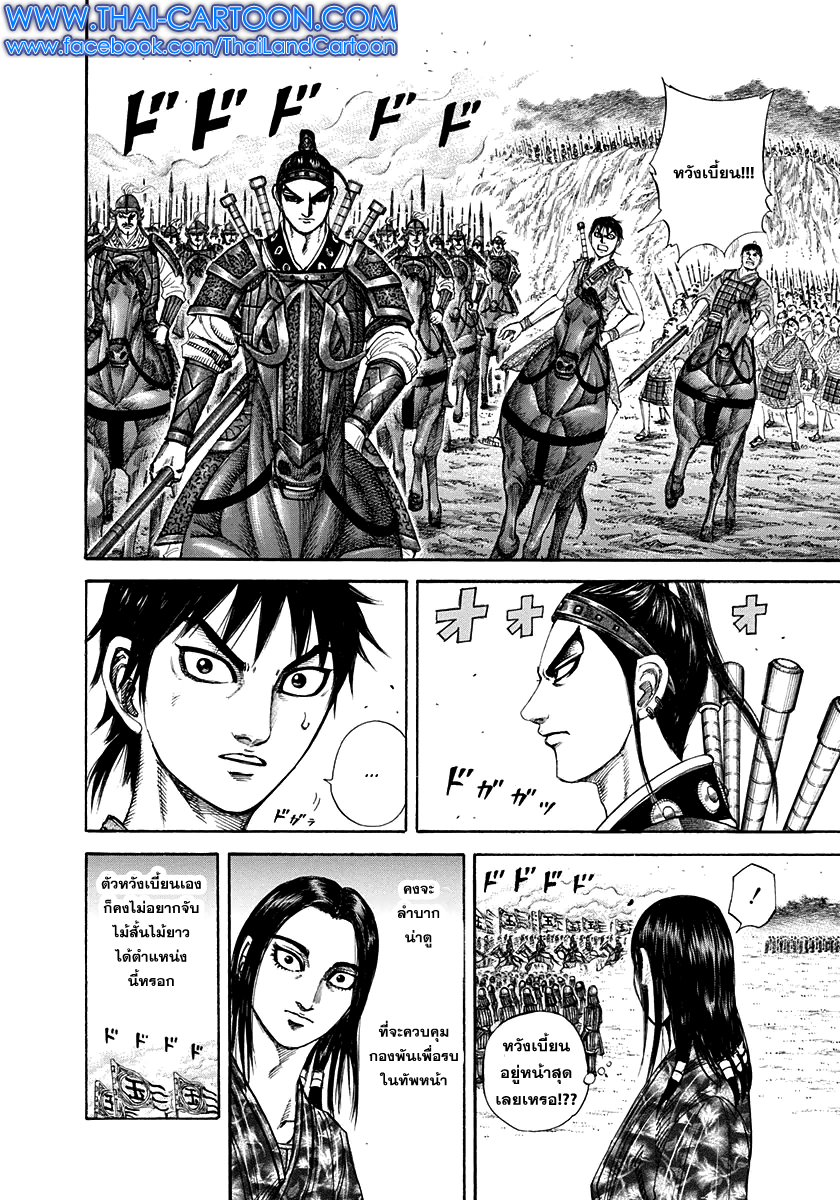 WWW.THAI-CARTOON.COM
www.facebook.com/ThaiLandCartoon
ド ド ド ド ド
หวังเบี้ยน!!!
オ オ オ
ドガガッ
...
ドガッ
!
ド ド ド ド
หวังเบี้ยน
อยู่หน้าสุด
เลยเหรอ!??
คงจะ
ลำบาก
น่าดู
ที่จะควบคุม
กองพันเพื่อรบ
ในทัพหน้า
ตัวหวังเบี้ยนเอง
ก็คงไม่อยากจับ
ไม้สั้นไม้ยาว
ได้ตำแหน่ง
นี้หรอก
ド ド ド ド